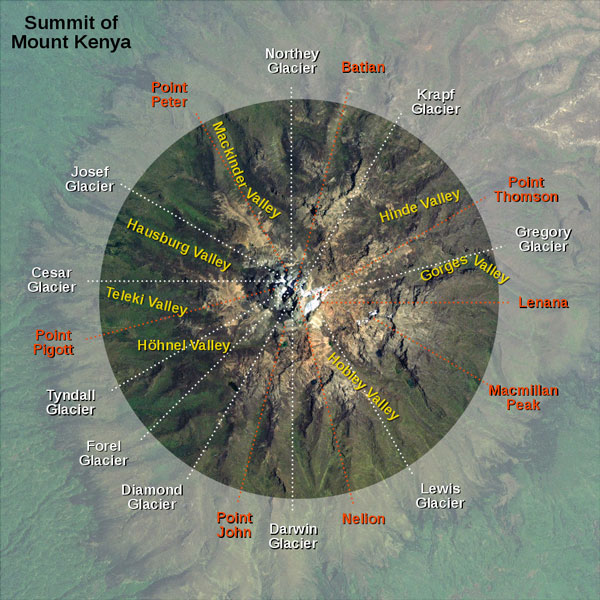 Summit of
Mount Kenya
Northey
Glacier
Batian
Point
Peter
Krapf
Glacier
Mackinder Valley
Josef
Glacier
Point
Thomson
Hinde Valley
Hausburg Valley
Gregory
Glacier
Gorges Valley
Cesar
Glacier
Teleki Valley
Lenana
Point
Pigott
Höhnel Valley
Hobley Valley
Tyndall
Glacier
Macmillan
Peak
Forel
Glacier
Diamond
Glacier
Lewis
Glacier
Point
John
Darwin
Glacier
Nelion